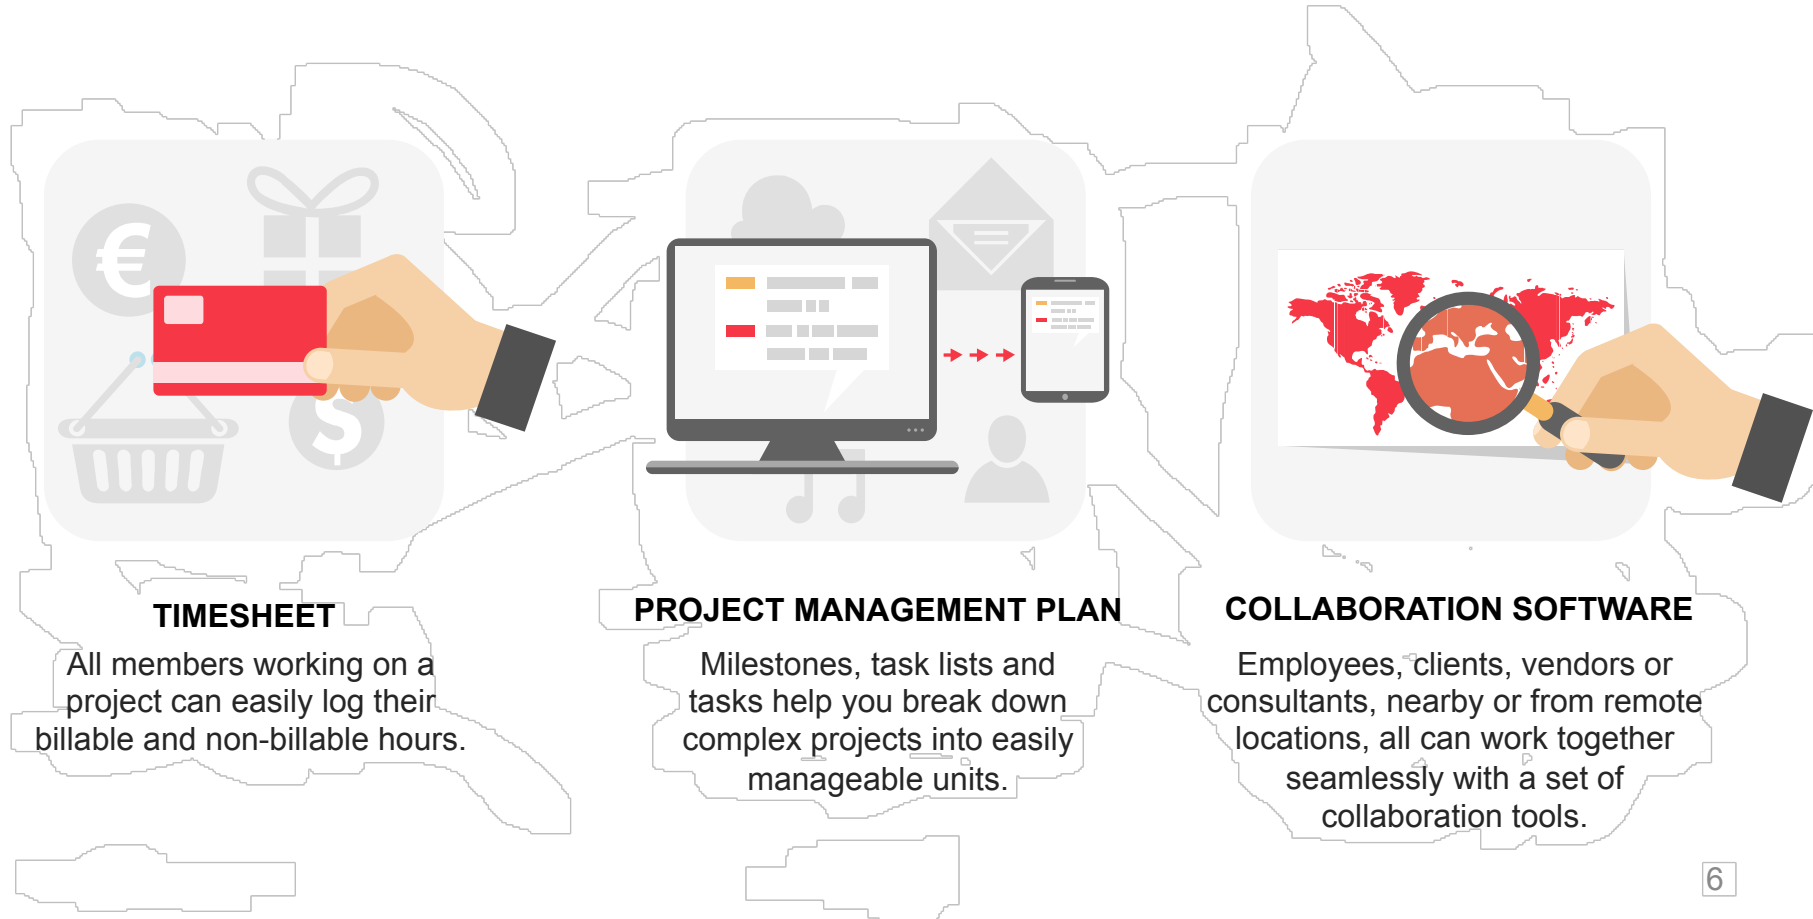 €
$
TIMESHEET
All members working on a
project can easily log their
billable and non-billable hours.
PROJECT MANAGEMENT PLAN
Milestones, task lists and
tasks help you break down
complex projects into easily
manageable units.
COLLABORATION SOFTWARE
Employees, clients, vendors or
consultants, nearby or from remote
locations, all can work together
seamlessly with a set of
collaboration tools.
6